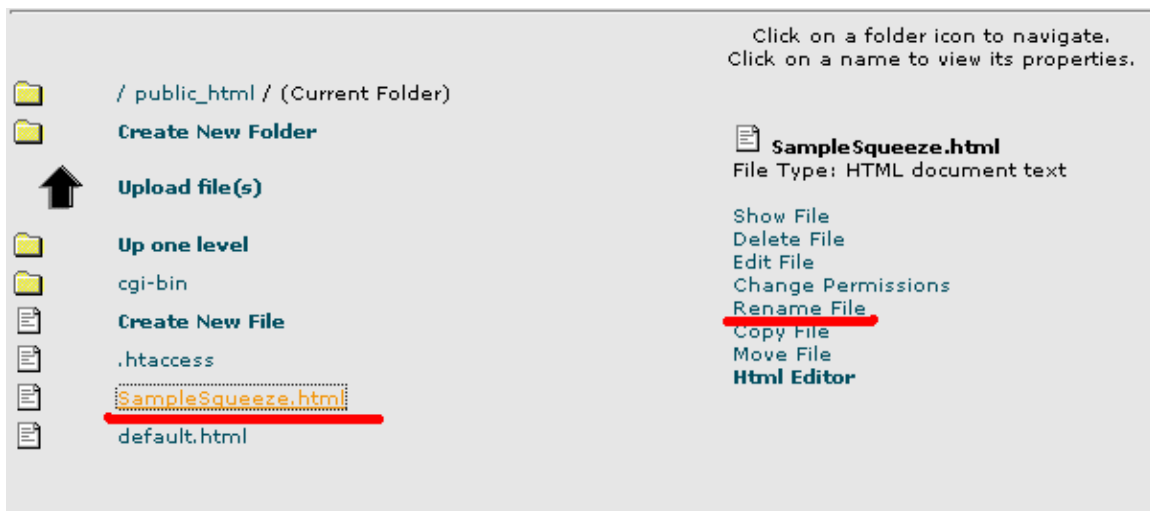 Click on a folder icon to navigate.
Click on a name to view its properties.
/ public_html / (Current Folder)
Create New Folder
Upload file(s)
Up one level
cgi-bin
Create New File
.htaccess
SampleSqueeze.html
default.html
SampleSqueeze.html
File Type: HTML document text
Show File
Delete File
Edit File
Change Permissions
Rename File
Copy File
Move File
Html Editor